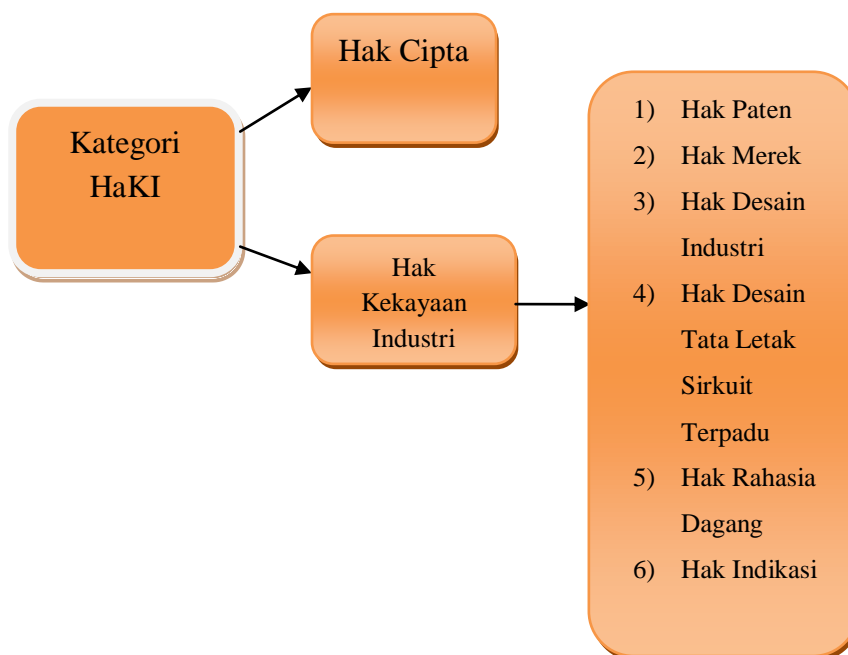 Kategori
HaKI
Hak Cipta
Hak
Kekayaan
Industri
1) Hak Paten
2) Hak Merek
3) Hak Desain
Industri
4) Hak Desain
Tata Letak
Sirkuit
Terpadu
5) Hak Rahasia
Dagang
6) Hak Indikasi